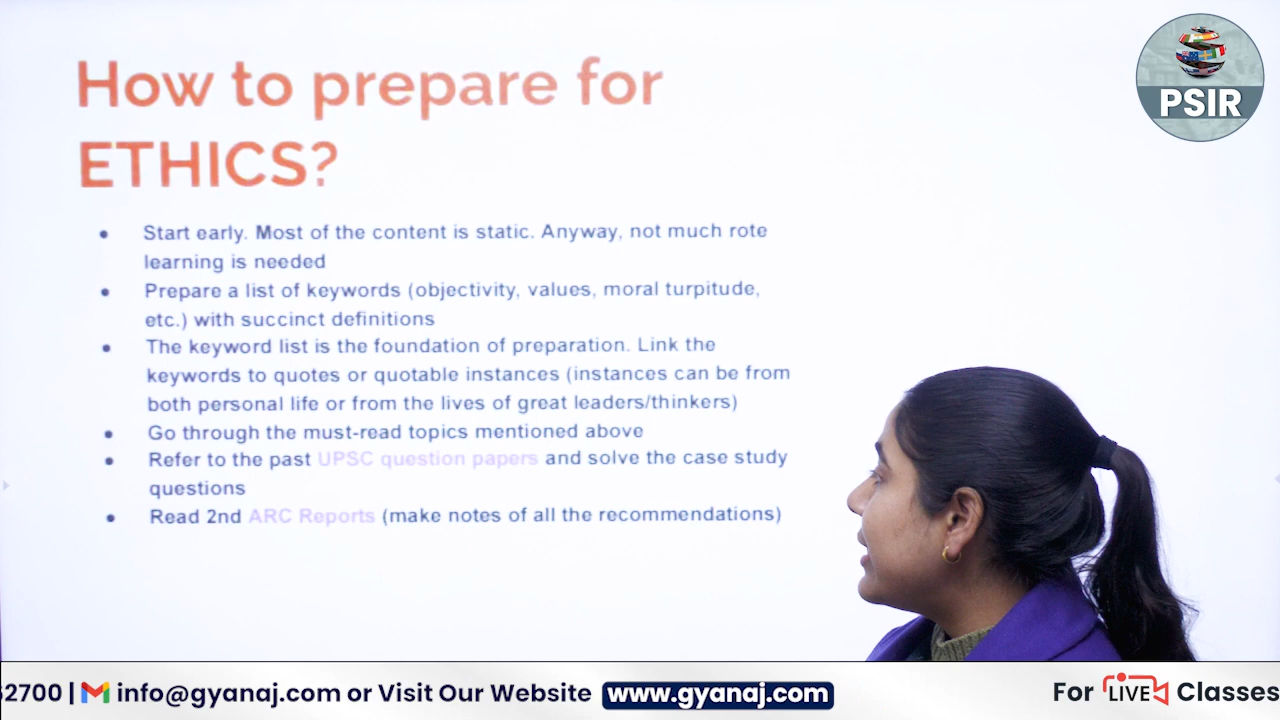 How to prepare for
ETHICS?
PSIR
● Start early. Most of the content is static. Anyway, not much rote
learning is needed
● Prepare a list of keywords (objectivity, values, moral turpitude,
etc.) with succinct definitions
● The keyword list is the foundation of preparation. Link the
keywords to quotes or quotable instances (instances can be from
both personal life or from the lives of great leaders/thinkers)
● Go through the must-read topics mentioned above
● Refer to the past UPSC question papers and solve the case study
questions
● Read 2nd ARC Reports (make notes of all the recommendations)
2700 | info@gyanaj.com or Visit Our Website www.gyanaj.com For LIVE Classes